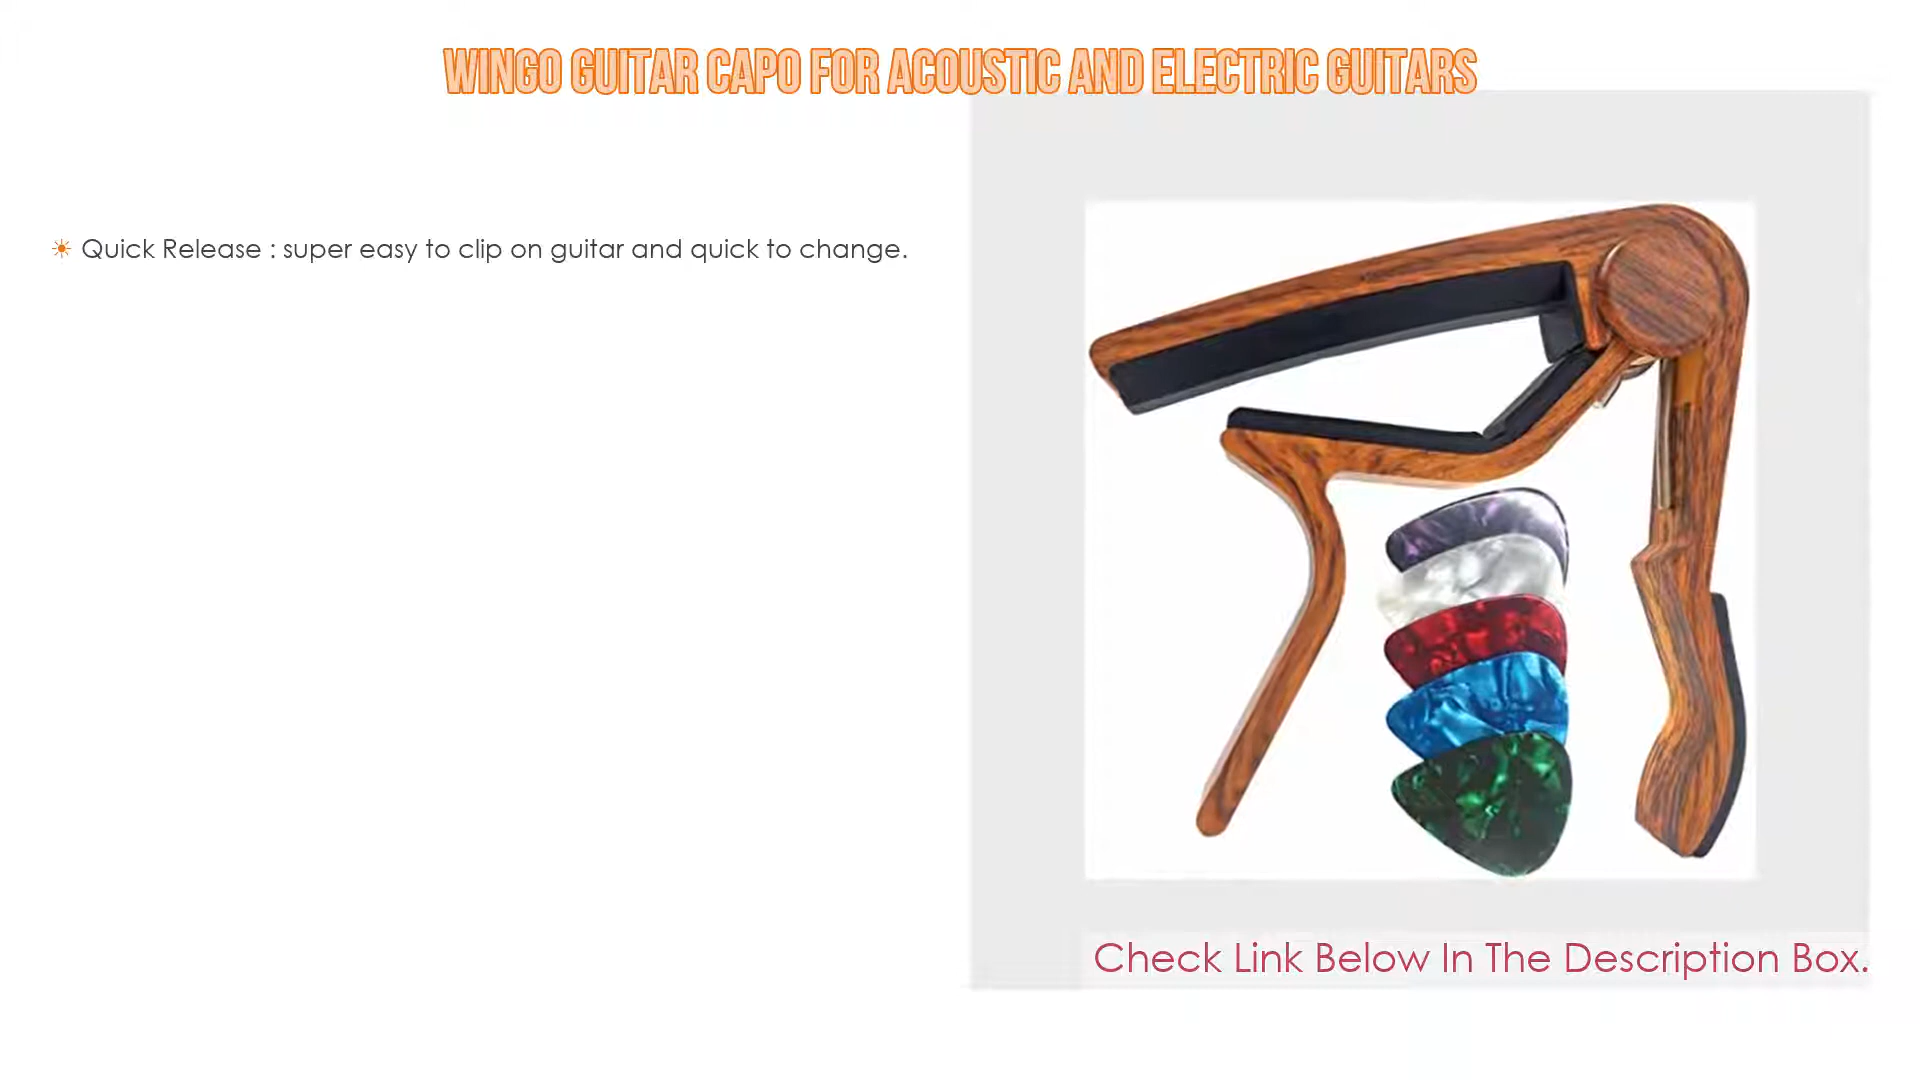 WINGO GUITAR CAPO FOR ACOUSTIC AND ELECTRIC GUITARS
Quick Release : super easy to clip on guitar and quick to change.
Check Link Below In The Description Box.